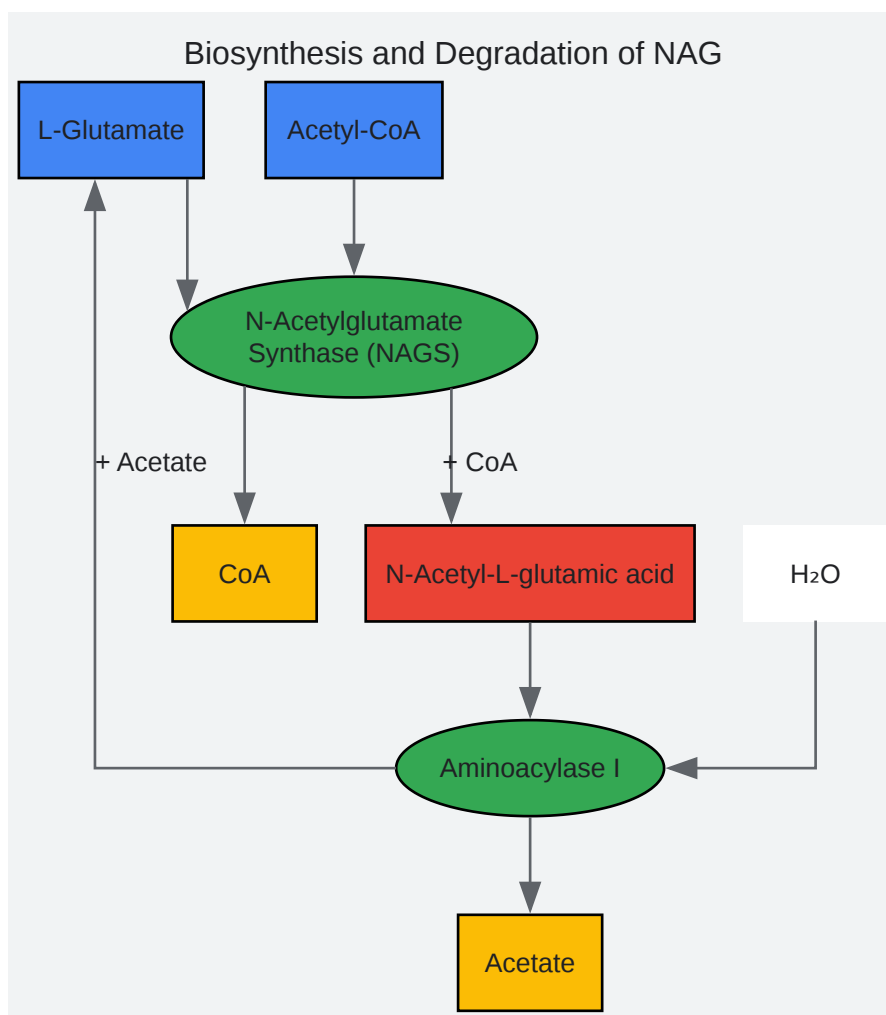 Biosynthesis and Degradation of NAG
L-Glutamate
Acetyl-CoA
N-Acetylglutamate
Synthase (NAGS)
+ Acetate
+ CoA
CoA
N-Acetyl-L-glutamic acid
H₂O
Aminoacylase I
Acetate